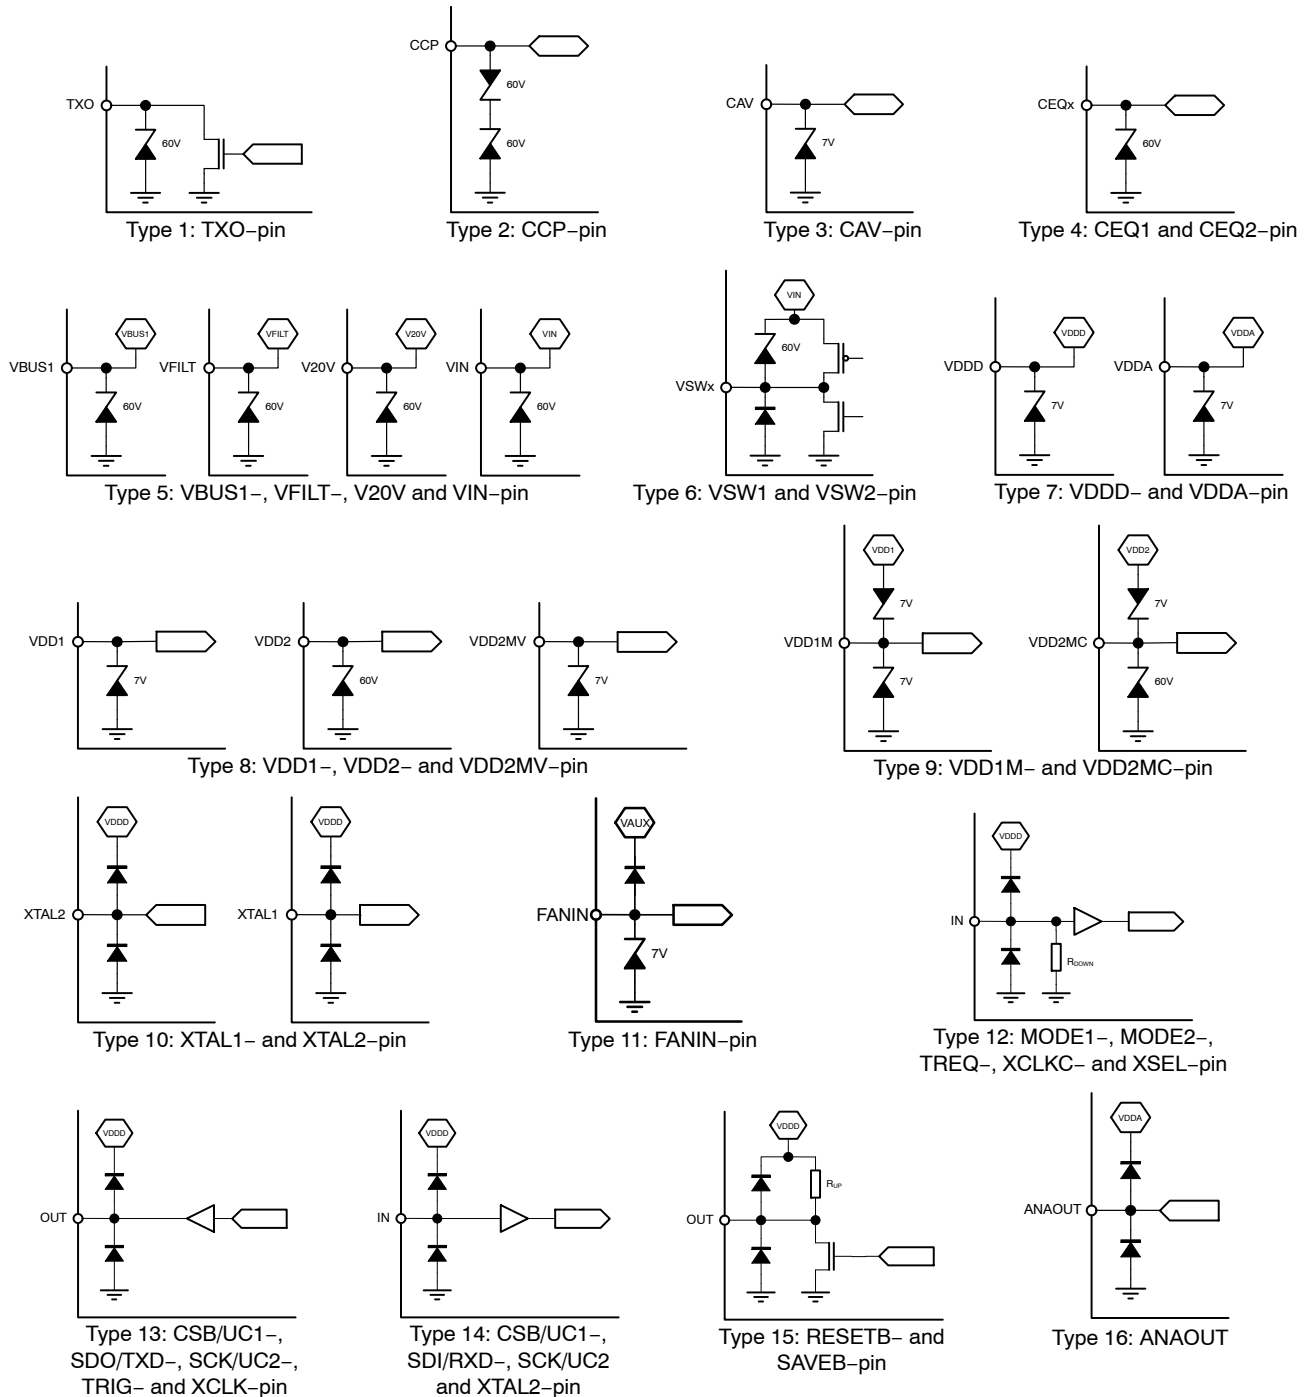 TXO
60V
Type 1: TXO−pin
CCP
60V
60V
Type 2: CCP−pin
CAV
7V
Type 3: CAV−pin
CEQx
60V
Type 4: CEQ1 and CEQ2−pin
VBUS1
VBUS1
60V
VFILT
VFILT
60V
V20V
V20V
60V
VIN
VIN
60V
Type 5: VBUS1−, VFILT−, V20V and VIN−pin
VIN
60V
VSWx
Type 6: VSW1 and VSW2−pin
VDDD
VDDD
7V
VDDA
VDDA
7V
Type 7: VDDD− and VDDA−pin
VDD1
7V
VDD2
60V
VDD2MV
7V
Type 8: VDD1−, VDD2− and VDD2MV−pin
VDD1
7V
VDD1M
7V
VDD2
7V
VDD2MC
60V
Type 9: VDD1M− and VDD2MC−pin
VDDD
XTAL2
VDDD
XTAL1
Type 10: XTAL1− and XTAL2−pin
VAUX
FANIN
7V
Type 11: FANIN−pin
VDDD
IN
RDOWN
Type 12: MODE1−, MODE2−,
TREQ−, XCLKC− and XSEL−pin
VDDD
OUT
Type 13: CSB/UC1−,
SDO/TXD−, SCK/UC2−,
TRIG− and XCLK−pin
VDDD
IN
Type 14: CSB/UC1−,
SDI/RXD−, SCK/UC2
and XTAL2−pin
VDDD
RUP
OUT
Type 15: RESETB− and
SAVEB−pin
VDDA
ANAOUT
Type 16: ANAOUT